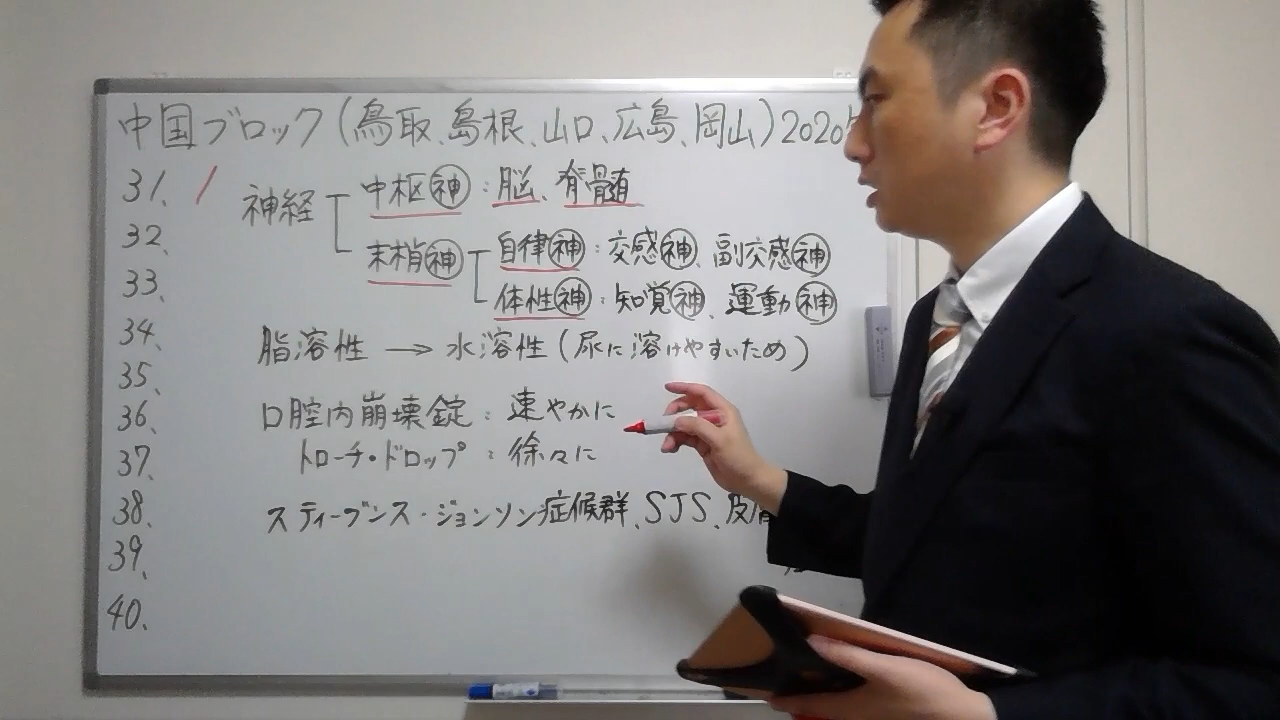 中国ブロック(鳥取、島根、山口、広島、岡山)2020
31、 1 神経 中枢神:脳、脊髄
32、 末梢神 自律神:交感神、副交感神
33、 体性神:知覚神、運動神
34、 脂溶性 → 水溶性(尿に溶けやすいため)
35、
36、 口腔内崩壊錠:速やかに
37、 トローチ・ドロップ:徐々に
38、 スティーブンス・ジョンソン症候群、SJS、皮膚
39、
40、